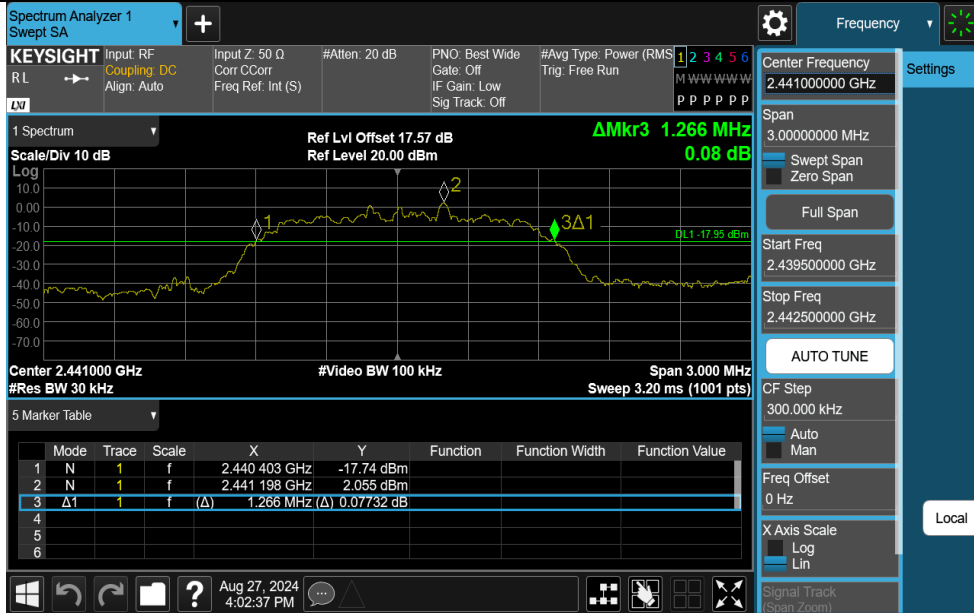 Spectrum Analyzer 1
Swept SA
+
Frequency
KEYSIGHT
R L
LXI
Input: RF
Coupling: DC
Align: Auto
Input Z: 50 Ω
Corr CCorr
Freq Ref: Int (S)
#Atten: 20 dB
PNO: Best Wide
Gate: Off
IF Gain: Low
Sig Track: Off
#Avg Type: Power (RMS
Trig: Free Run
1 2 3 4 5 6
M W W W W W
P P P P P P
1 Spectrum
Scale/Div 10 dB
Ref Lvl Offset 17.57 dB
Ref Level 20.00 dBm
ΔMkr3 1.266 MHz
0.08 dB
Log
10.0
0.00
-10.0
-20.0
-30.0
-40.0
-50.0
-60.0
-70.0
1
2
3Δ1
DL1 -17.95 dBm
Center 2.441000 GHz
#Video BW 100 kHz
Span 3.000 MHz
#Res BW 30 kHz
Sweep 3.20 ms (1001 pts)
5 Marker Table
Mode Trace Scale X Y Function Function Width Function Value
1 N 1 f 2.440 403 GHz -17.74 dBm
2 N 1 f 2.441 198 GHz 2.055 dBm
3 Δ1 1 f (Δ) 1.266 MHz (Δ) 0.07732 dB
4
5
6
?
Aug 27, 2024
4:02:37 PM
Center Frequency
2.441000000 GHz
Span
3.00000000 MHz
Swept Span
Zero Span
Full Span
Start Freq
2.439500000 GHz
Stop Freq
2.442500000 GHz
AUTO TUNE
CF Step
300.000 kHz
Auto
Man
Freq Offset
0 Hz
X Axis Scale
Log
Lin
Signal Track
(Span Zoom)
Settings
Local